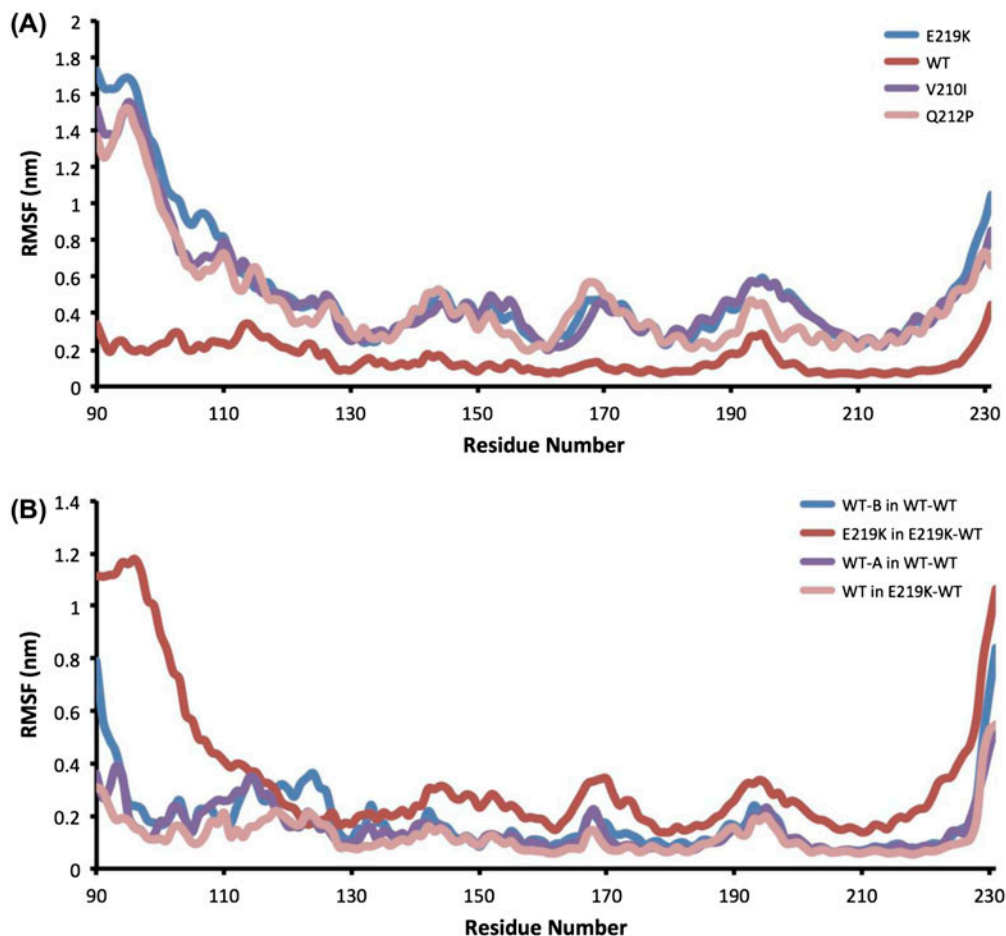 (A)
2
1.8
1.6
1.4
1.2
1
0.8
0.6
0.4
0.2
0
RMSF (nm)
E219K
WT
V210I
Q212P
90 110 130 150 170 190 210 230
Residue Number
(B)
1.4
1.2
1
0.8
0.6
0.4
0.2
0
RMSF (nm)
WT-B in WT-WT
E219K in E219K-WT
WT-A in WT-WT
WT in E219K-WT
90 110 130 150 170 190 210 230
Residue Number